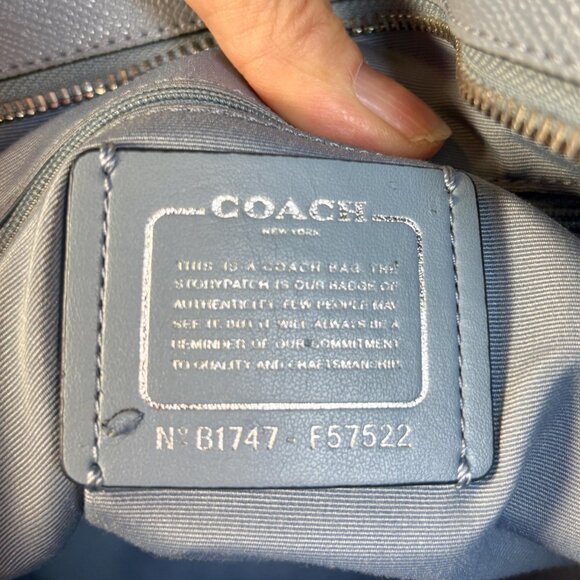 COACH
NEW YORK
THIS IS A COACH BAG. THE
STORYPATCH IS OUR BADGE OF
AUTHENTICITY. FEW PEOPLE MAY
SEE IT, BUT IT WILL ALWAYS BE A
REMINDER OF OUR COMMITMENT
TO QUALITY AND CRAFTSMANSHIP.
Nº B1747 - F57522